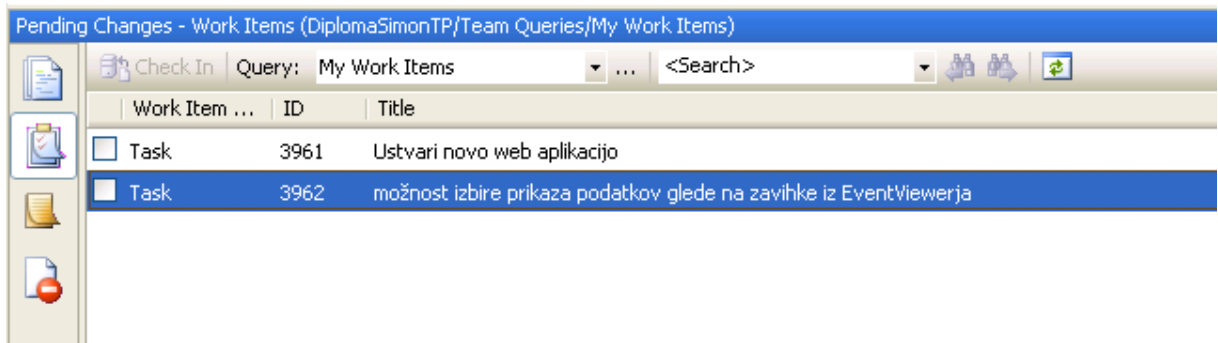 Pending Changes - Work Items (DiplomaSimonTP/Team Queries/My Work Items)
Check In Query: My Work Items ... <Search>
Work Item ... ID Title
Task 3961 Ustvari novo web aplikacijo
Task 3962 možnost izbire prikaza podatkov glede na zavihke iz EventViewerja